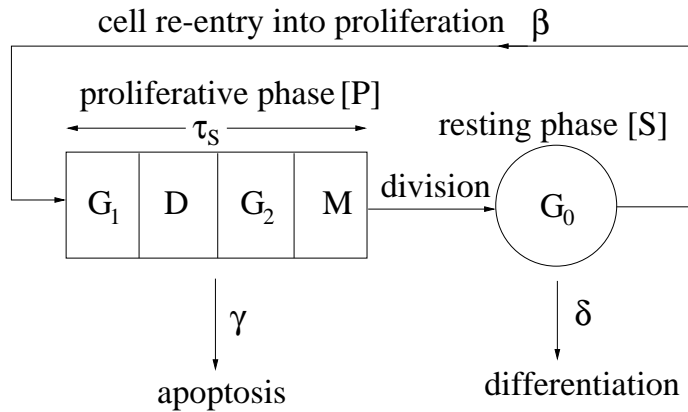 cell re-entry into proliferation β
proliferative phase [P]
τS
resting phase [S]
G1 D G2 M
division
G0
γ
δ
apoptosis
differentiation